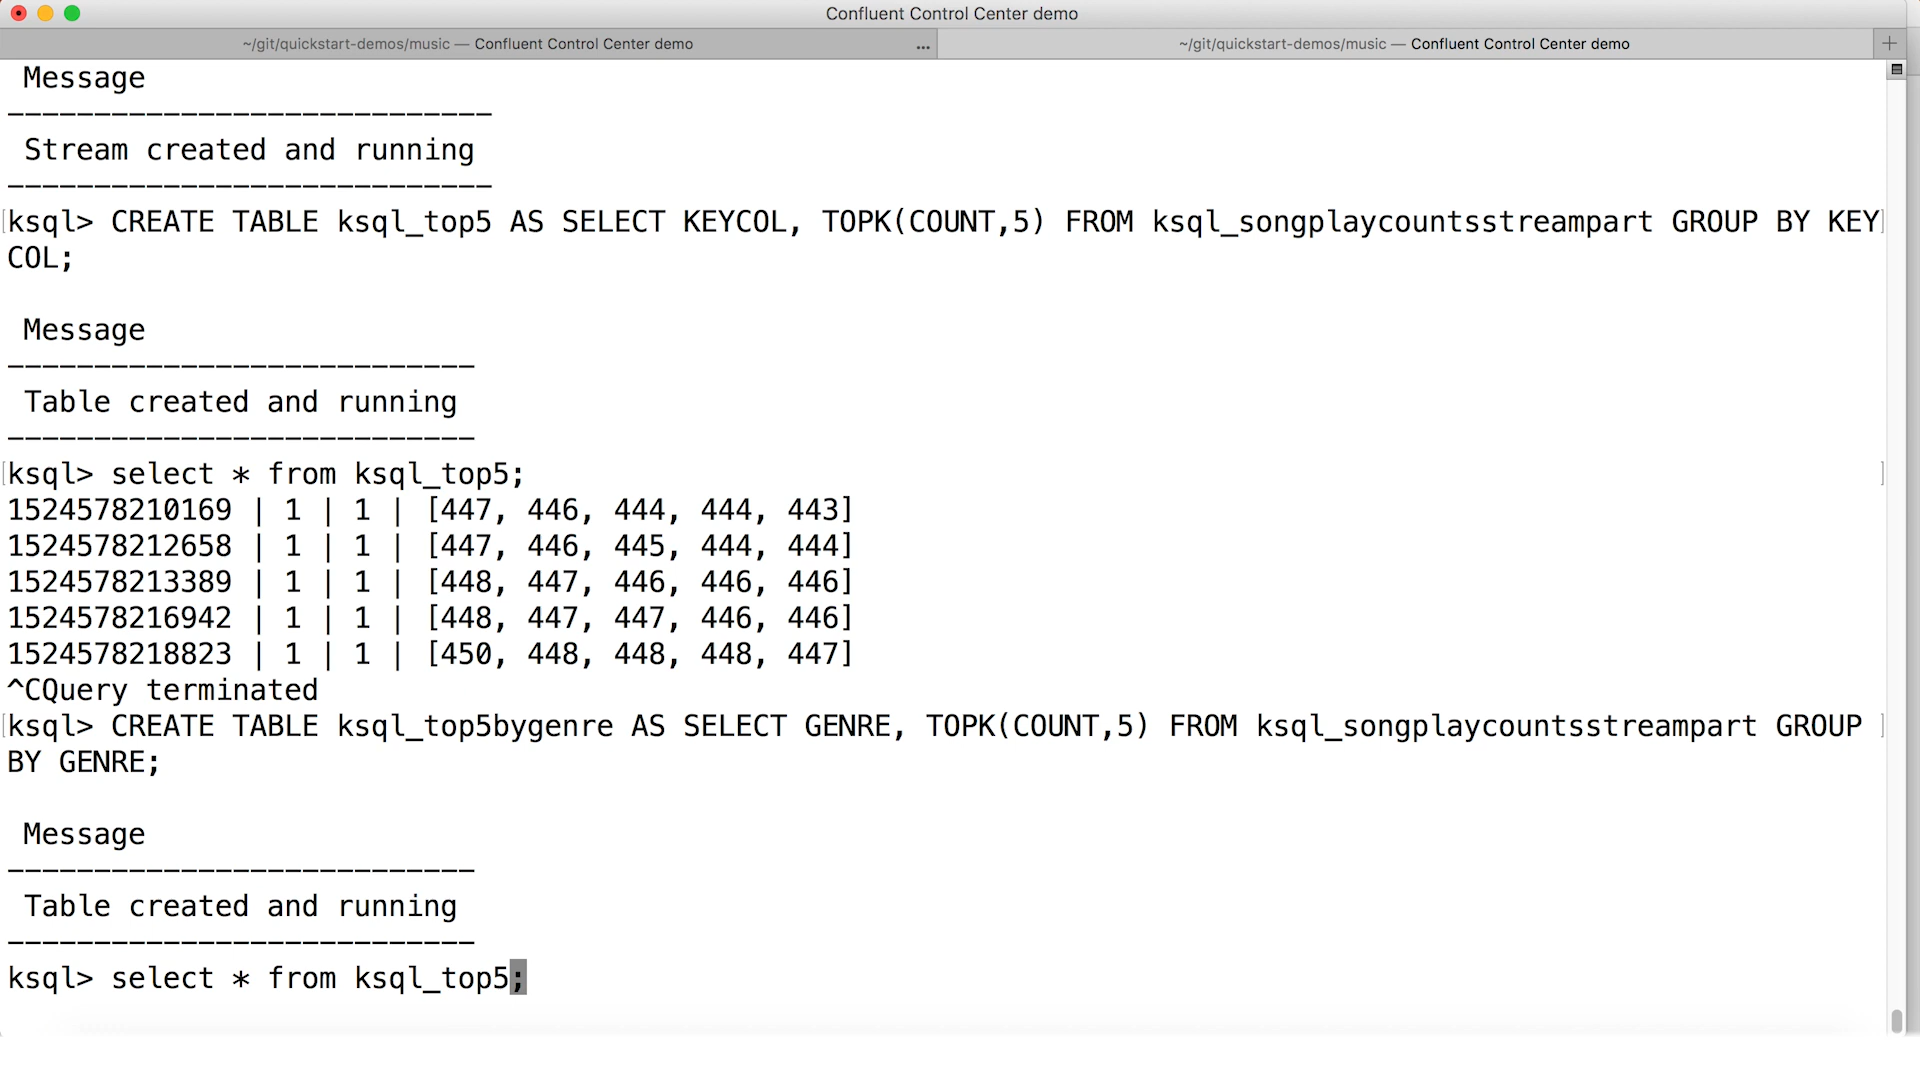 Confluent Control Center demo
~/git/quickstart-demos/music — Confluent Control Center demo ...
~/git/quickstart-demos/music — Confluent Control Center demo +
Message
----------------------------
Stream created and running
----------------------------
ksql> CREATE TABLE ksql_top5 AS SELECT KEYCOL, TOPK(COUNT,5) FROM ksql_songplaycountsstreampart GROUP BY KEY
COL;
Message
---------------------------
Table created and running
---------------------------
ksql> select * from ksql_top5;
1524578210169 | 1 | 1 | [447, 446, 444, 444, 443]
1524578212658 | 1 | 1 | [447, 446, 445, 444, 444]
1524578213389 | 1 | 1 | [448, 447, 446, 446, 446]
1524578216942 | 1 | 1 | [448, 447, 447, 446, 446]
1524578218823 | 1 | 1 | [450, 448, 448, 448, 447]
^CQuery terminated
ksql> CREATE TABLE ksql_top5bygenre AS SELECT GENRE, TOPK(COUNT,5) FROM ksql_songplaycountsstreampart GROUP
BY GENRE;
Message
---------------------------
Table created and running
---------------------------
ksql> select * from ksql_top5;